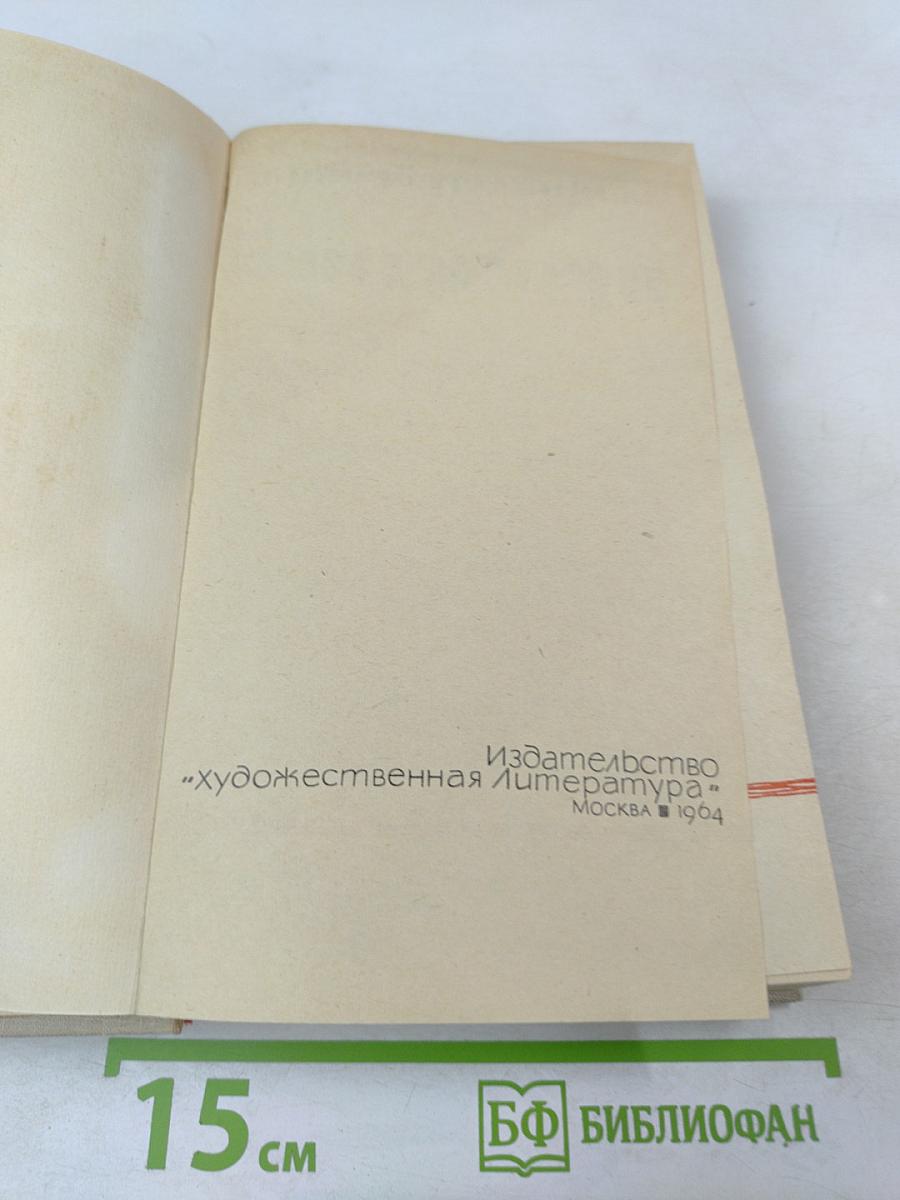 Издательство
"художественная Литература"
Москва ■ 1964
15 см
БФ БИБЛИОФАН